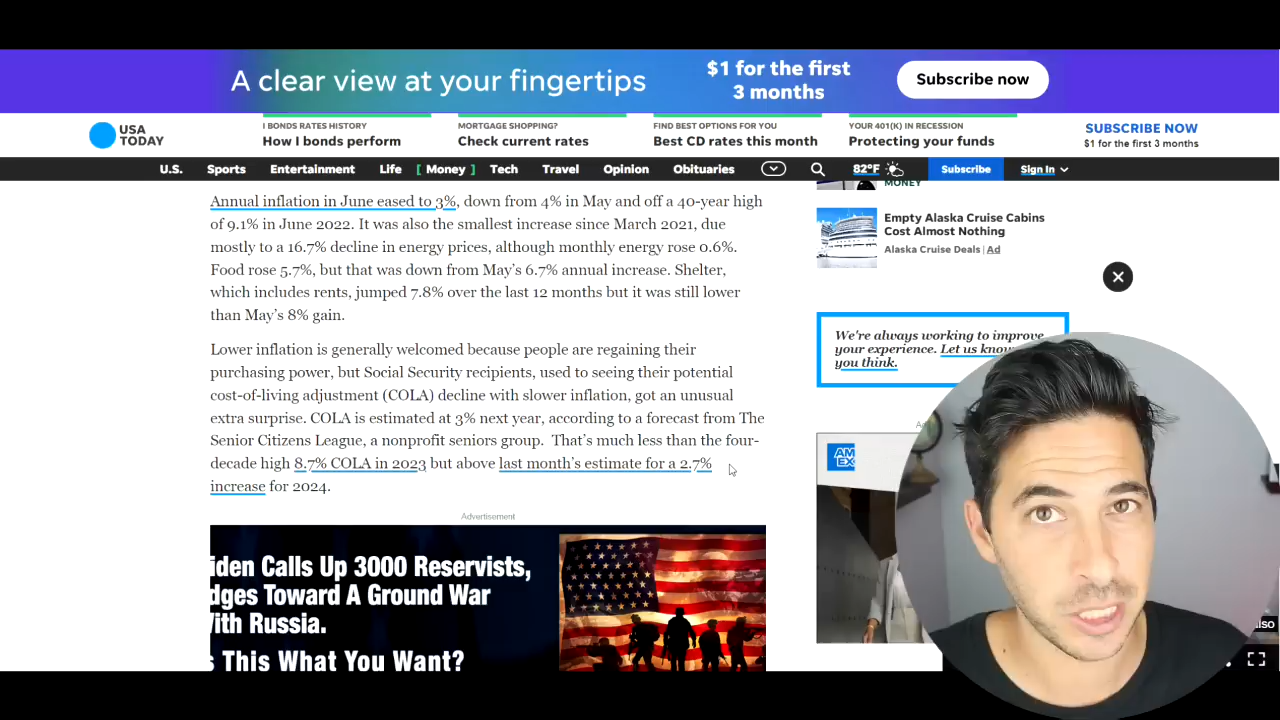 A clear view at your fingertips
$1 for the first
3 months
Subscribe now
USA
TODAY
I BONDS RATES HISTORY
How I bonds perform
MORTGAGE SHOPPING?
Check current rates
FIND BEST OPTIONS FOR YOU
Best CD rates this month
YOUR 401(K) IN RECESSION
Protecting your funds
SUBSCRIBE NOW
$1 for the first 3 months
U.S. Sports Entertainment Life [ Money ] Tech Travel Opinion Obituaries 82°F Subscribe Sign In
Annual inflation in June eased to 3%, down from 4% in May and off a 40-year high
of 9.1% in June 2022. It was also the smallest increase since March 2021, due
mostly to a 16.7% decline in energy prices, although monthly energy rose 0.6%.
Food rose 5.7%, but that was down from May’s 6.7% annual increase. Shelter,
which includes rents, jumped 7.8% over the last 12 months but it was still lower
than May’s 8% gain.
Lower inflation is generally welcomed because people are regaining their
purchasing power, but Social Security recipients, used to seeing their potential
cost-of-living adjustment (COLA) decline with slower inflation, got an unusual
extra surprise. COLA is estimated at 3% next year, according to a forecast from The
Senior Citizens League, a nonprofit seniors group. That’s much less than the four-
decade high 8.7% COLA in 2023 but above last month’s estimate for a 2.7%
increase for 2024.
Advertisement
iden Calls Up 3000 Reservists,
dges Toward A Ground War
With Russia.
s This What You Want?
MONEY
Empty Alaska Cruise Cabins
Cost Almost Nothing
Alaska Cruise Deals | Ad
We're always working to improve
your experience. Let us know
you think.
AM
EX
also